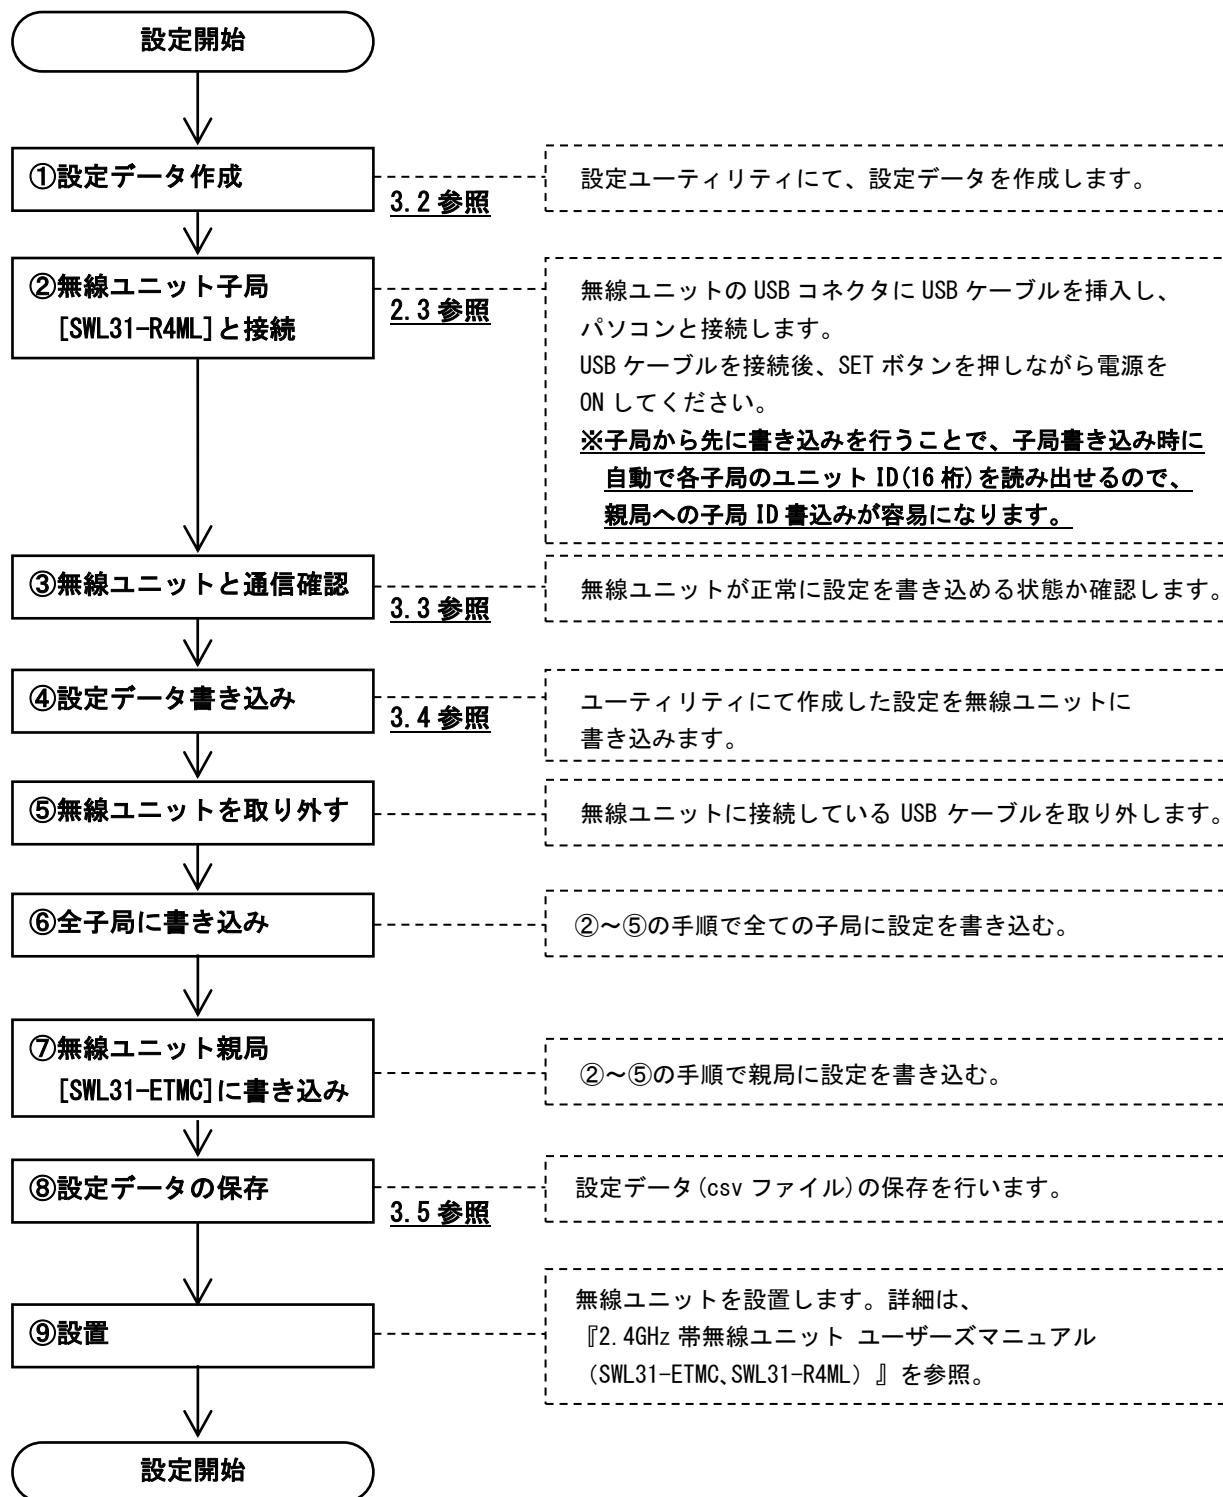 設定開始
①設定データ作成
3.2 参照
設定ユーティリティにて、設定データを作成します。
②無線ユニット子局
[SWL31-R4ML]と接続
2.3 参照
無線ユニットの USB コネクタに USB ケーブルを挿入し、
パソコンと接続します。
USB ケーブルを接続後、SET ボタンを押しながら電源を
ON してください。
※子局から先に書き込みを行うことで、子局書き込み時に
自動で各子局のユニット ID(16 桁)を読み出せるので、
親局への子局 ID 書込みが容易になります。
③無線ユニットと通信確認
3.3 参照
無線ユニットが正常に設定を書き込める状態か確認します。
④設定データ書き込み
3.4 参照
ユーティリティにて作成した設定を無線ユニットに
書き込みます。
⑤無線ユニットを取り外す
無線ユニットに接続している USB ケーブルを取り外します。
⑥全子局に書き込み
②～⑤の手順で全ての子局に設定を書き込む。
⑦無線ユニット親局
[SWL31-ETMC]に書き込み
②～⑤の手順で親局に設定を書き込む。
⑧設定データの保存
3.5 参照
設定データ(csv ファイル)の保存を行います。
⑨設置
無線ユニットを設置します。詳細は、
『2.4GHz 帯無線ユニット ユーザーズマニュアル
（SWL31-ETMC、SWL31-R4ML）』を参照。
設定開始